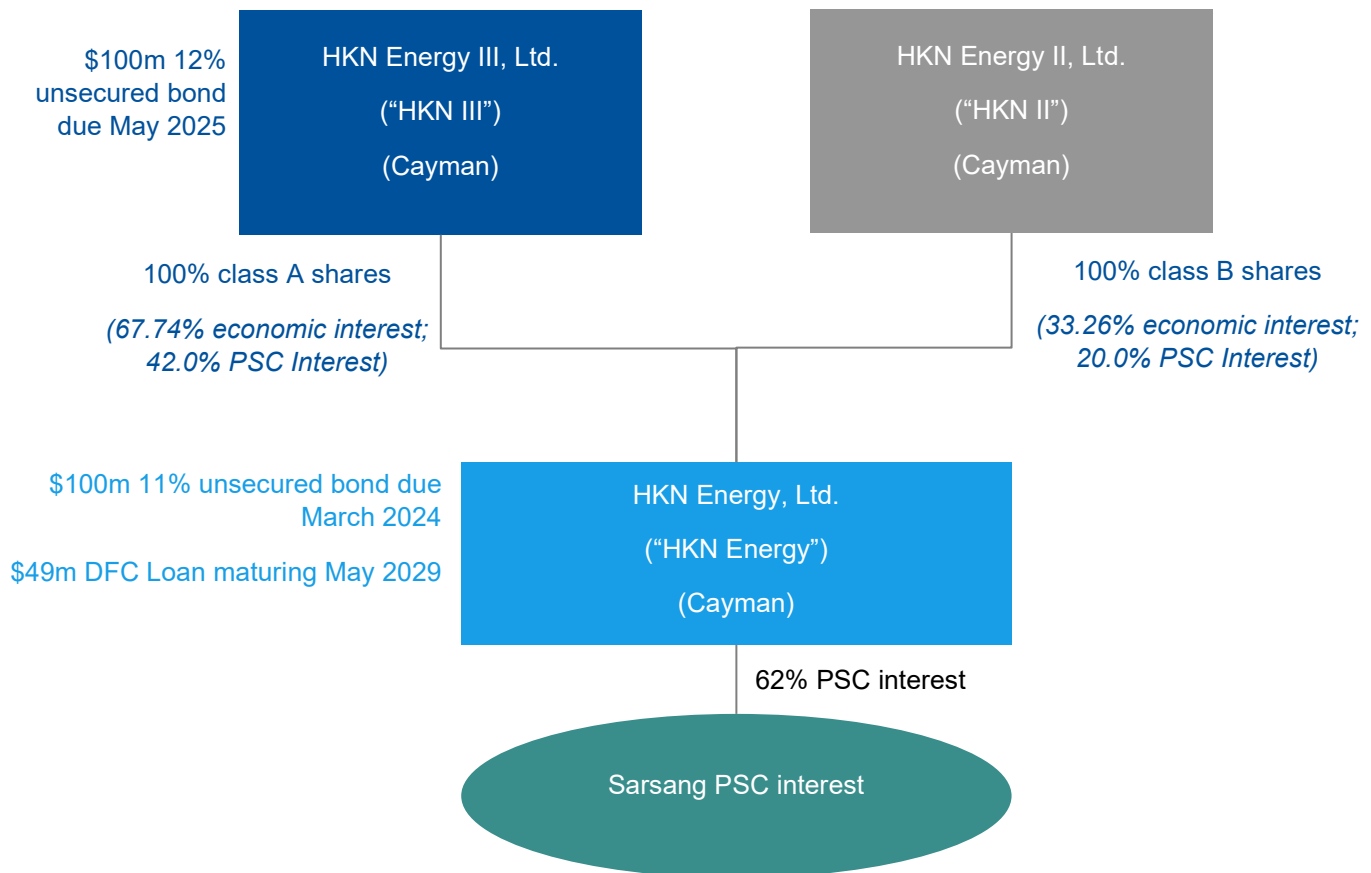 $100m 12%
unsecured bond
due May 2025
HKN Energy III, Ltd.
(“HKN III”)
(Cayman)
HKN Energy II, Ltd.
(“HKN II”)
(Cayman)
100% class A shares
(67.74% economic interest;
42.0% PSC Interest)
100% class B shares
(33.26% economic interest;
20.0% PSC Interest)
$100m 11% unsecured bond due
March 2024
$49m DFC Loan maturing May 2029
HKN Energy, Ltd.
(“HKN Energy”)
(Cayman)
62% PSC interest
Sarsang PSC interest